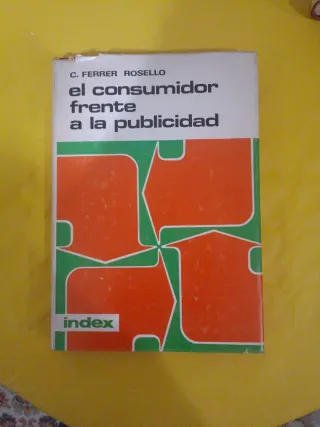 C. FERRER ROSELLO
el consumidor
frente
a la publicidad
index